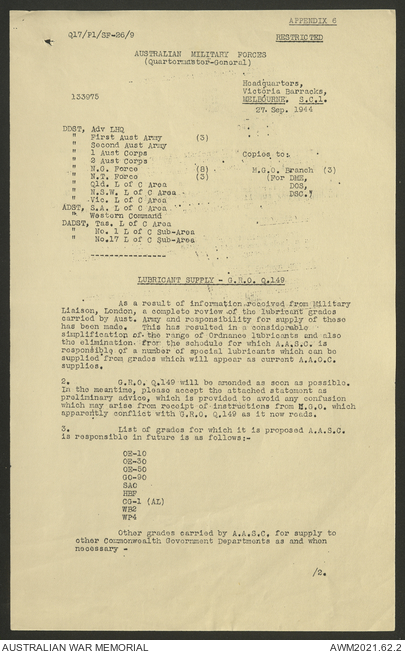 APPENDIX 6
Q17/P1/SF-26/9
RESTRICTED
AUSTRALIAN MILITARY FORCES
(Quartermaster-General)
Headquarters,
Victoria Barracks,
133975
MELBOURNE. S.C.1.
27 Sep. 1944
DDST, Adv LHQ
" First Aust Army (3)
" Second Aust Army
" 1 Aust Corps
" 2 Aust Corps
" N.G. Force (8)
" N.T. Force (3)
" Qld. L of C Area
" N.S.W. L of C Area
" Vic. L of C Area
ADST, S.A. L of C Area
" Western Command
DADST, Tas. L of C Area
" No. 1 L of C Sub-Area
" No.17 L of C Sub-Area
Copies to:
M.G.O. Branch (3)
(For DME,
DOS,
DSC.)
-----------------
LUBRICANT SUPPLY - G.R.O. Q.149
As a result of information received from Military
Liaison, London, a complete review of the lubricant grades
carried by Aust. Army and responsibility for supply of these
has been made. This has resulted in a considerable
simplification of the range of Ordnance lubricants and also
the elimination from the schedule for which A.A.S.C. is
responsible of a number of special lubricants which can be
supplied from grades which will appear as current A.A.O.C.
supplies.
2. G.R.O. Q.149 will be amended as soon as possible.
In the meantime, please accept the attached statement as
preliminary advice, which is provided to avoid any confusion
which may arise from receipt of instructions from M.G.O. which
apparently conflict with G.R.O. Q.149 as it now reads.
3. List of grades for which it is proposed A.A.S.C.
is responsible in future is as follows:-
OE-10
OE-30
OE-50
GO-90
SAO
HBF
CG-1 (AL)
WB2
WP4
Other grades carried by A.A.S.C. for supply to
other Commonwealth Government Departments as and when
necessary -
/2.
AUSTRALIAN WAR MEMORIAL
AWM2021.62.2